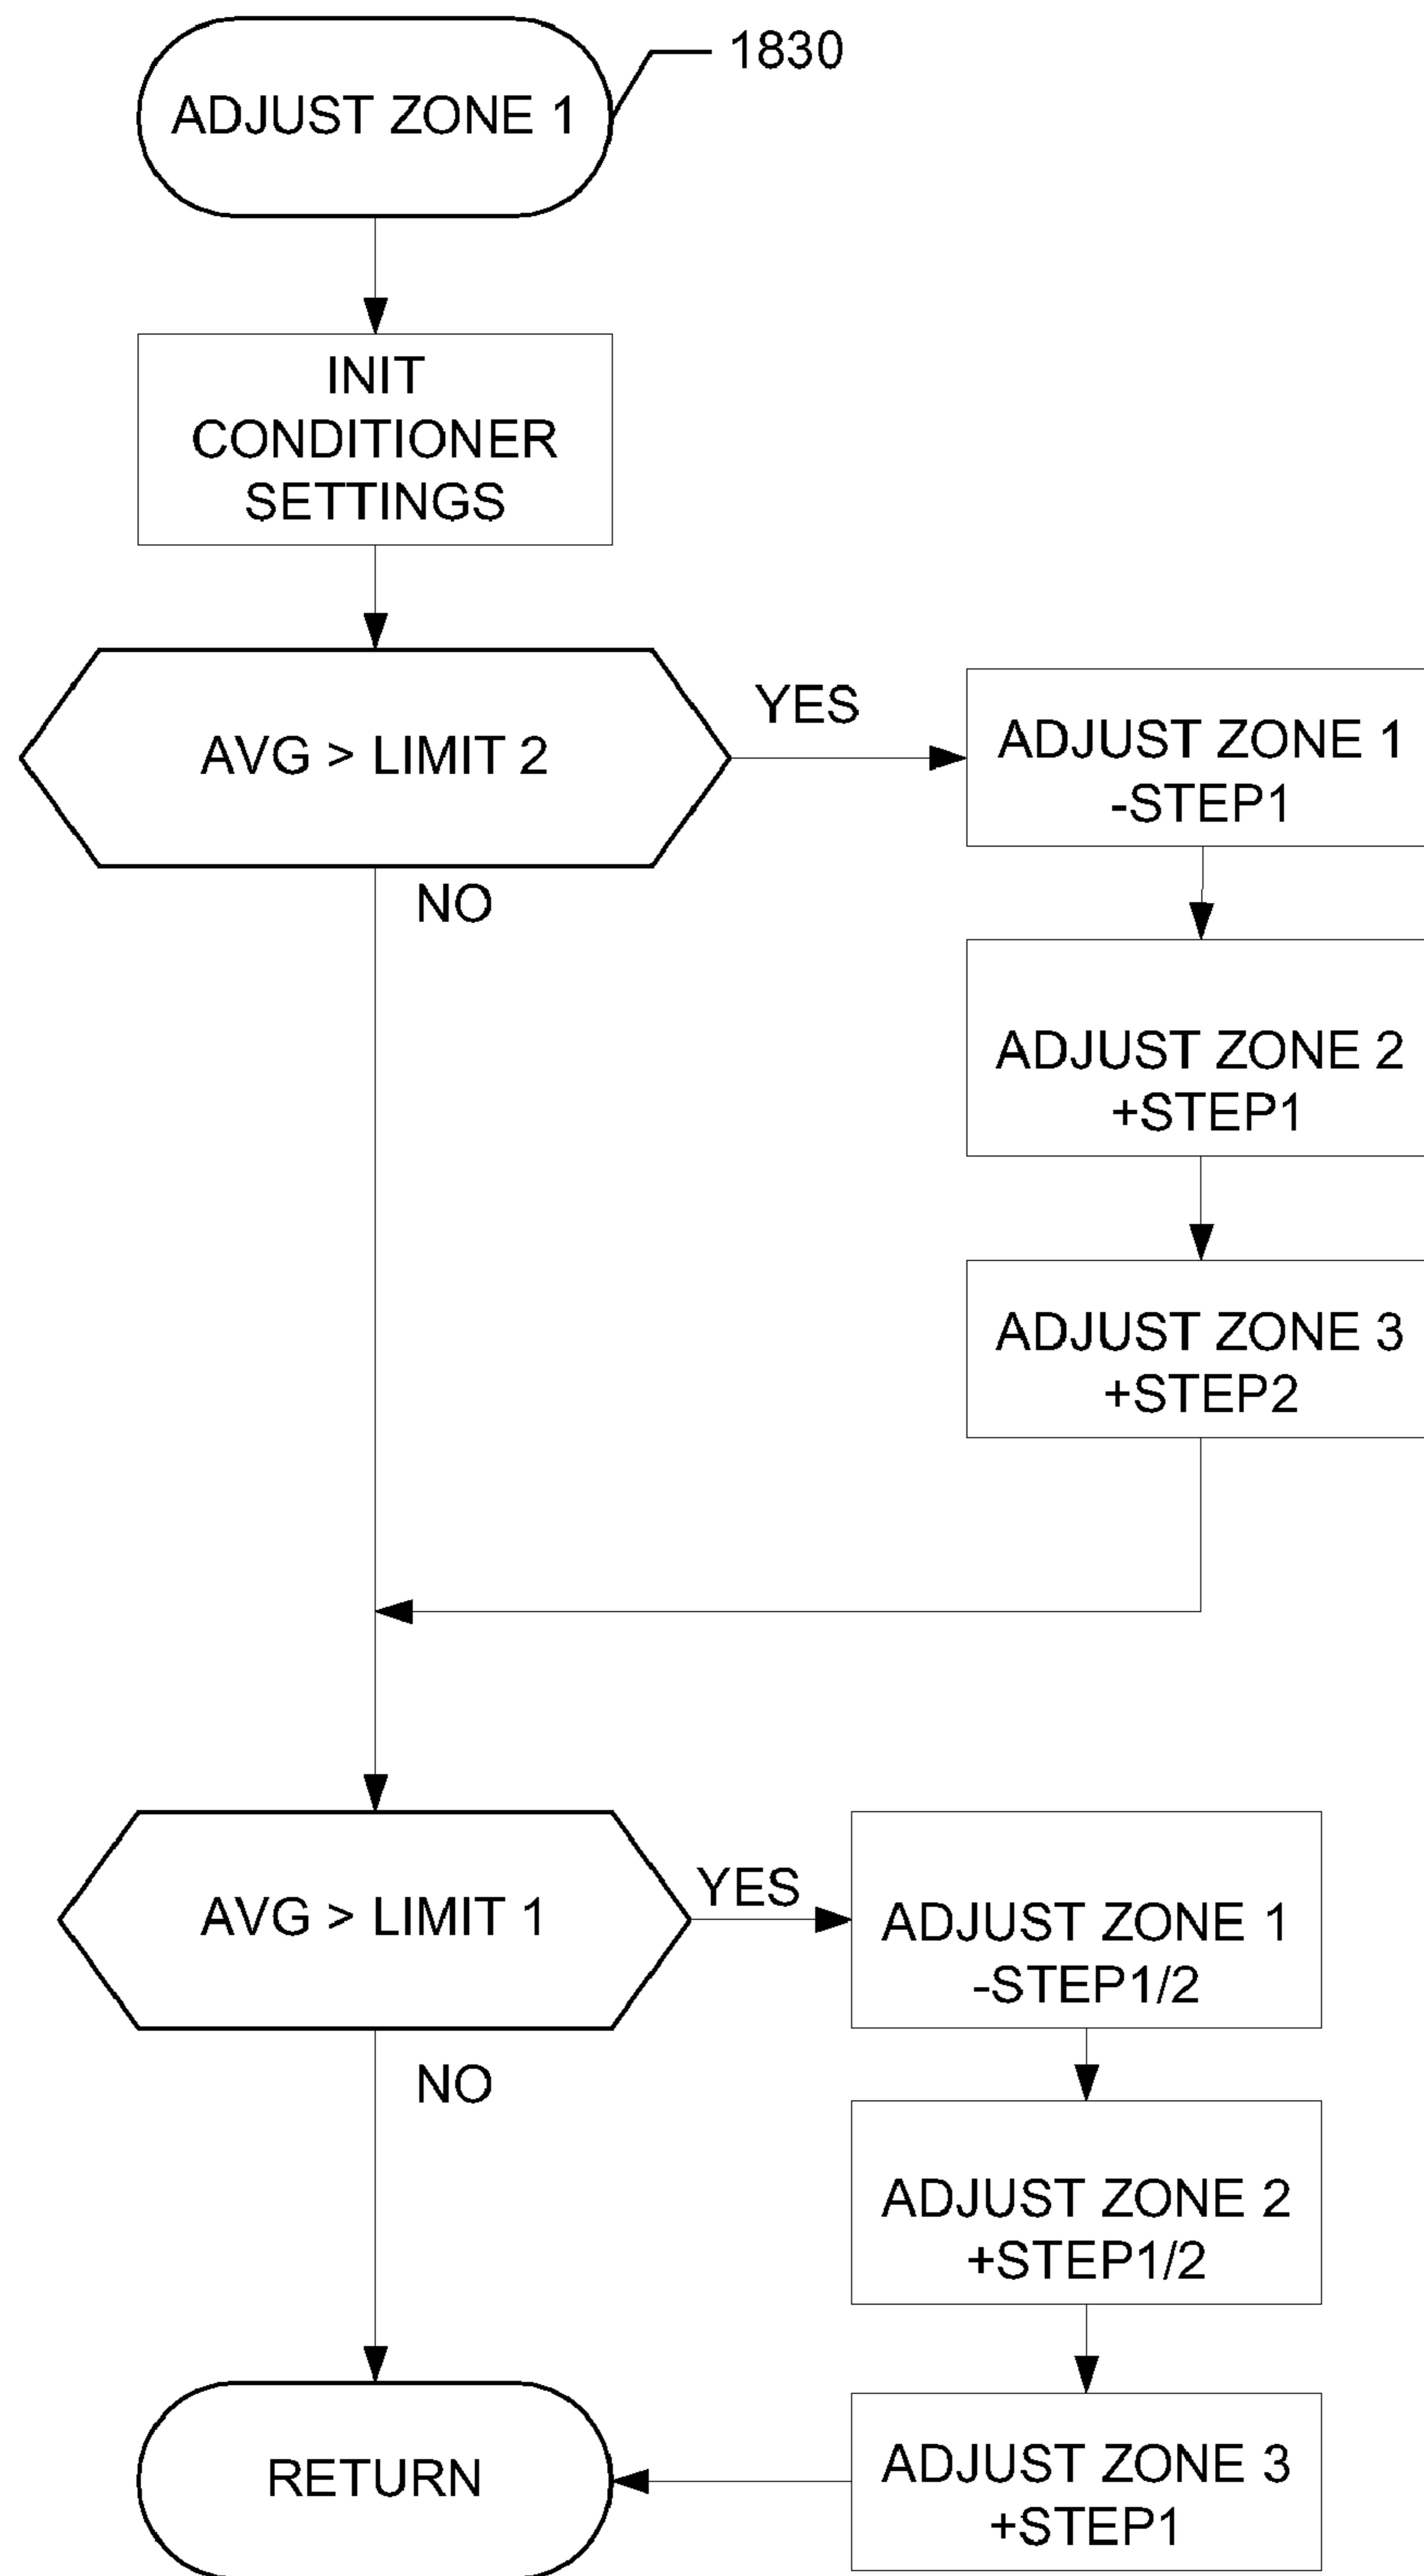 1830
ADJUST ZONE 1
INIT
CONDITIONER
SETTINGS
AVG > LIMIT 2
YES
NO
ADJUST ZONE 1
-STEP1
ADJUST ZONE 2
+STEP1
ADJUST ZONE 3
+STEP2
AVG > LIMIT 1
YES
NO
ADJUST ZONE 1
-STEP1/2
ADJUST ZONE 2
+STEP1/2
ADJUST ZONE 3
+STEP1
RETURN